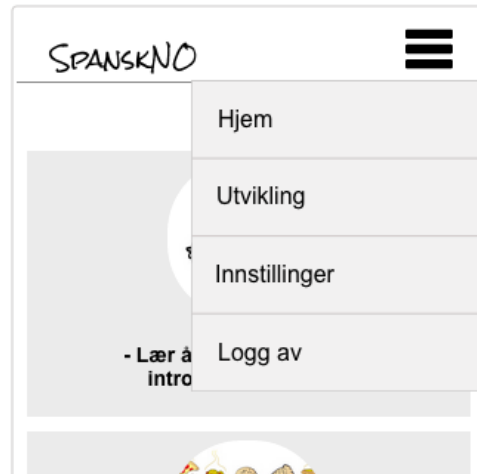 SpanskNO
Hjem
Utvikling
Innstillinger
Logg av
- Lær å
intro